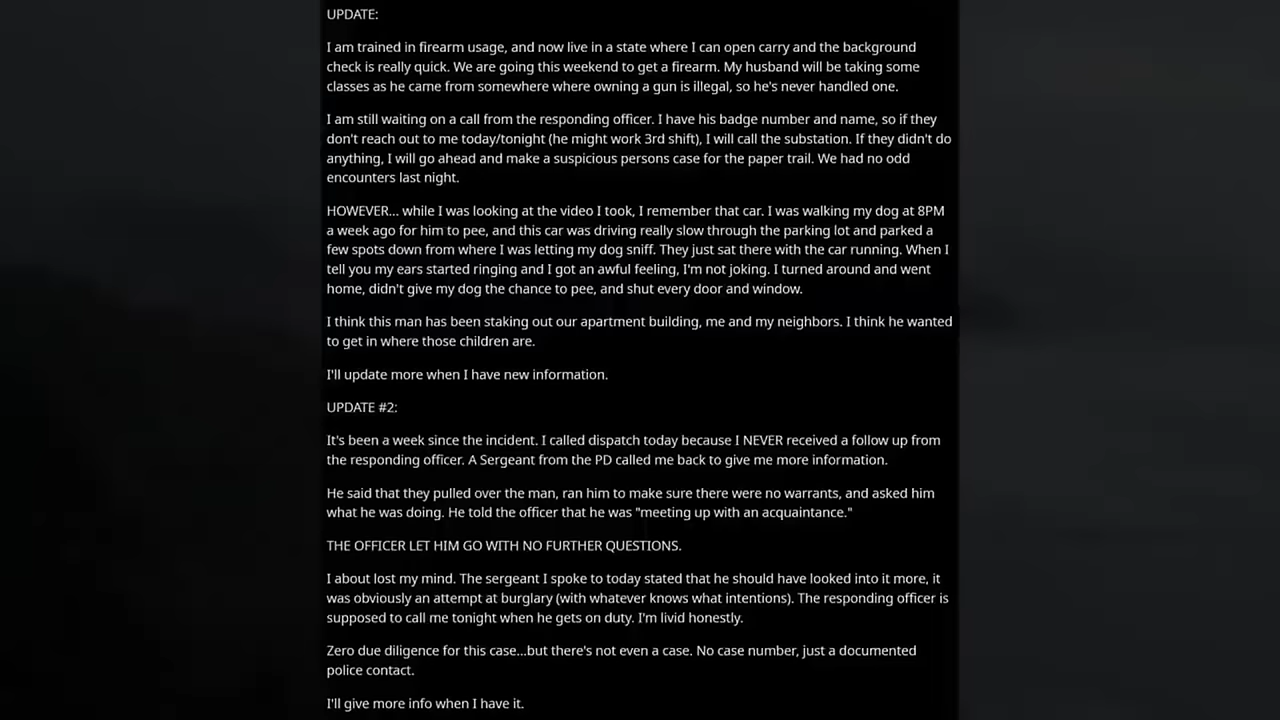 UPDATE:
I am trained in firearm usage, and now live in a state where I can open carry and the background
check is really quick. We are going this weekend to get a firearm. My husband will be taking some
classes as he came from somewhere where owning a gun is illegal, so he's never handled one.
I am still waiting on a call from the responding officer. I have his badge number and name, so if they
don't reach out to me today/tonight (he might work 3rd shift), I will call the substation. If they didn't do
anything, I will go ahead and make a suspicious persons case for the paper trail. We had no odd
encounters last night.
HOWEVER... while I was looking at the video I took, I remember that car. I was walking my dog at 8PM
a week ago for him to pee, and this car was driving really slow through the parking lot and parked a
few spots down from where I was letting my dog sniff. They just sat there with the car running. When I
tell you my ears started ringing and I got an awful feeling, I'm not joking. I turned around and went
home, didn't give my dog the chance to pee, and shut every door and window.
I think this man has been staking out our apartment building, me and my neighbors. I think he wanted
to get in where those children are.
I'll update more when I have new information.
UPDATE #2:
It's been a week since the incident. I called dispatch today because I NEVER received a follow up from
the responding officer. A Sergeant from the PD called me back to give me more information.
He said that they pulled over the man, ran him to make sure there were no warrants, and asked him
what he was doing. He told the officer that he was "meeting up with an acquaintance."
THE OFFICER LET HIM GO WITH NO FURTHER QUESTIONS.
I about lost my mind. The sergeant I spoke to today stated that he should have looked into it more, it
was obviously an attempt at burglary (with whatever knows what intentions). The responding officer is
supposed to call me tonight when he gets on duty. I'm livid honestly.
Zero due diligence for this case...but there's not even a case. No case number, just a documented
police contact.
I'll give more info when I have it.